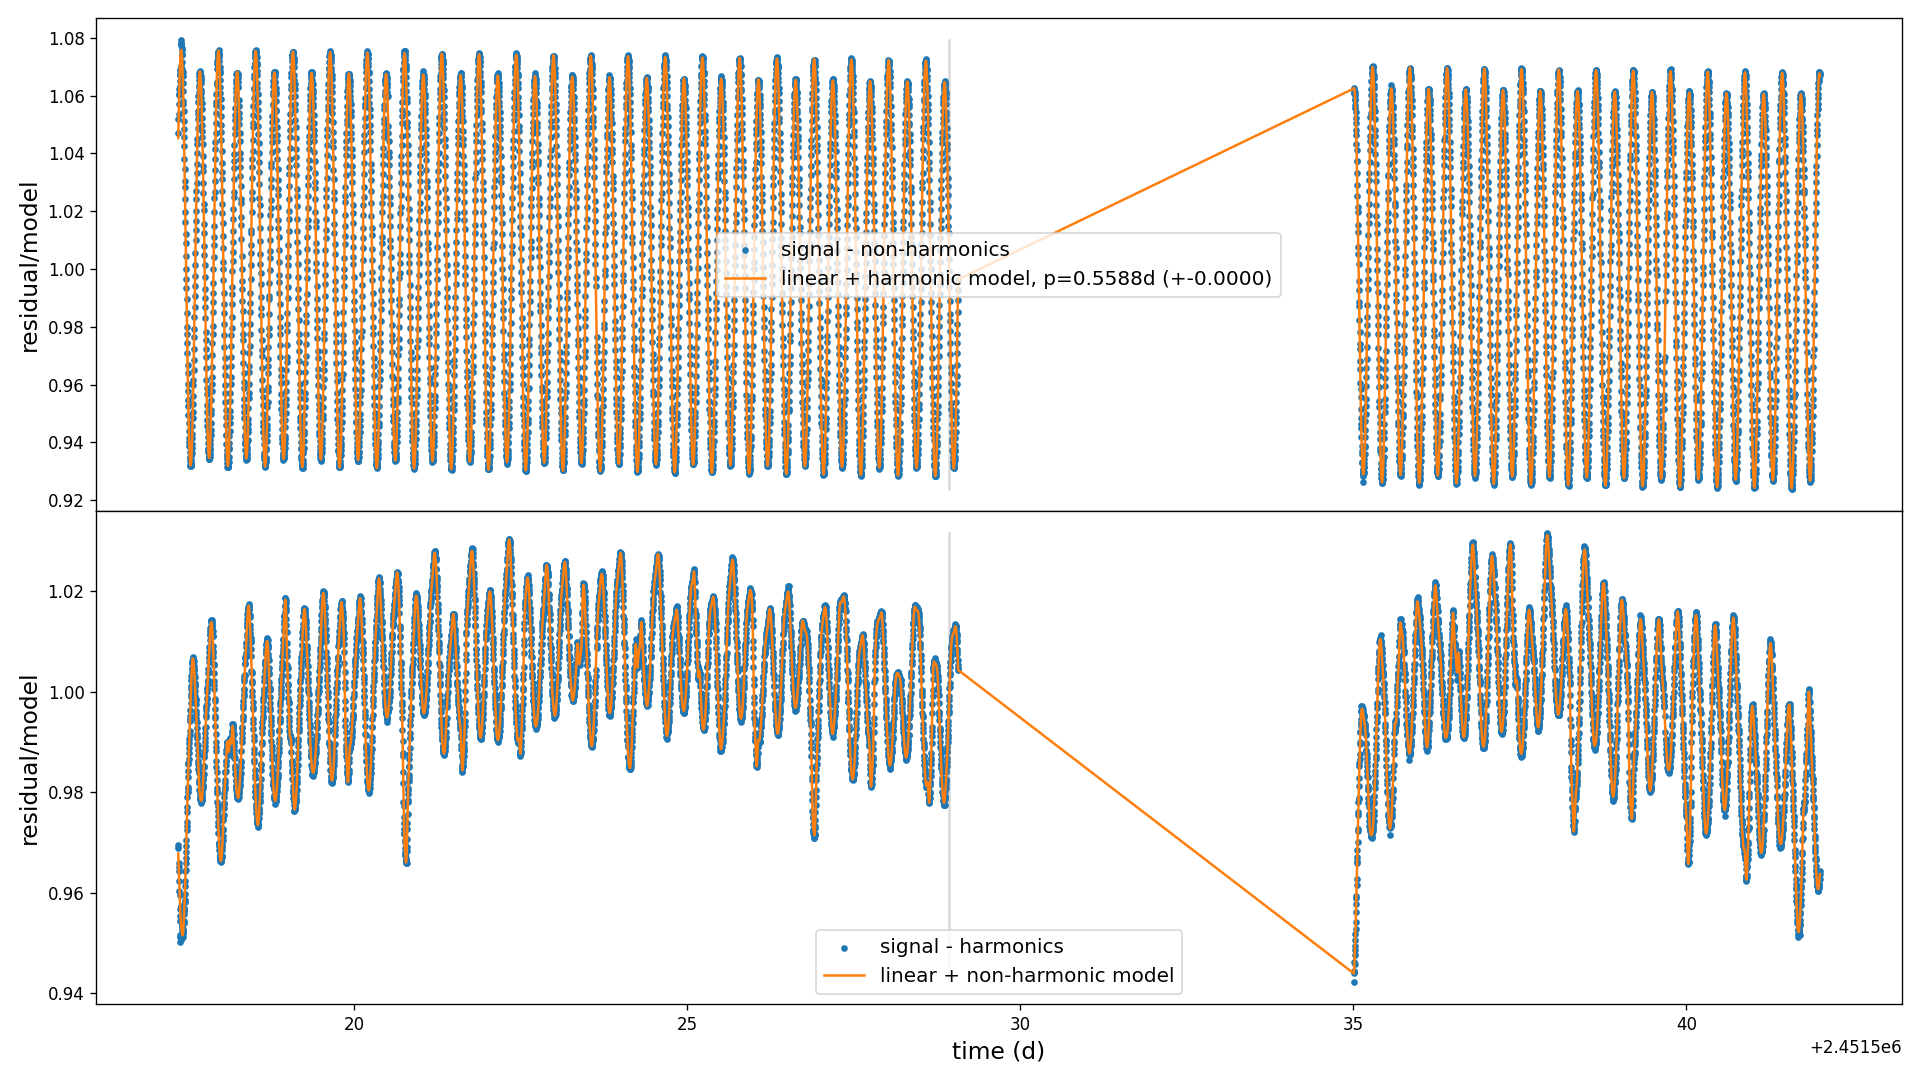 1.08
1.06
1.04
1.02
1.00
0.98
0.96
0.94
0.92
residual/model
signal - non-harmonics
linear + harmonic model, p=0.5588d (+-0.0000)
1.02
1.00
0.98
0.96
0.94
residual/model
signal - harmonics
linear + non-harmonic model
20
25
30
35
40
time (d)
+2.4515e6